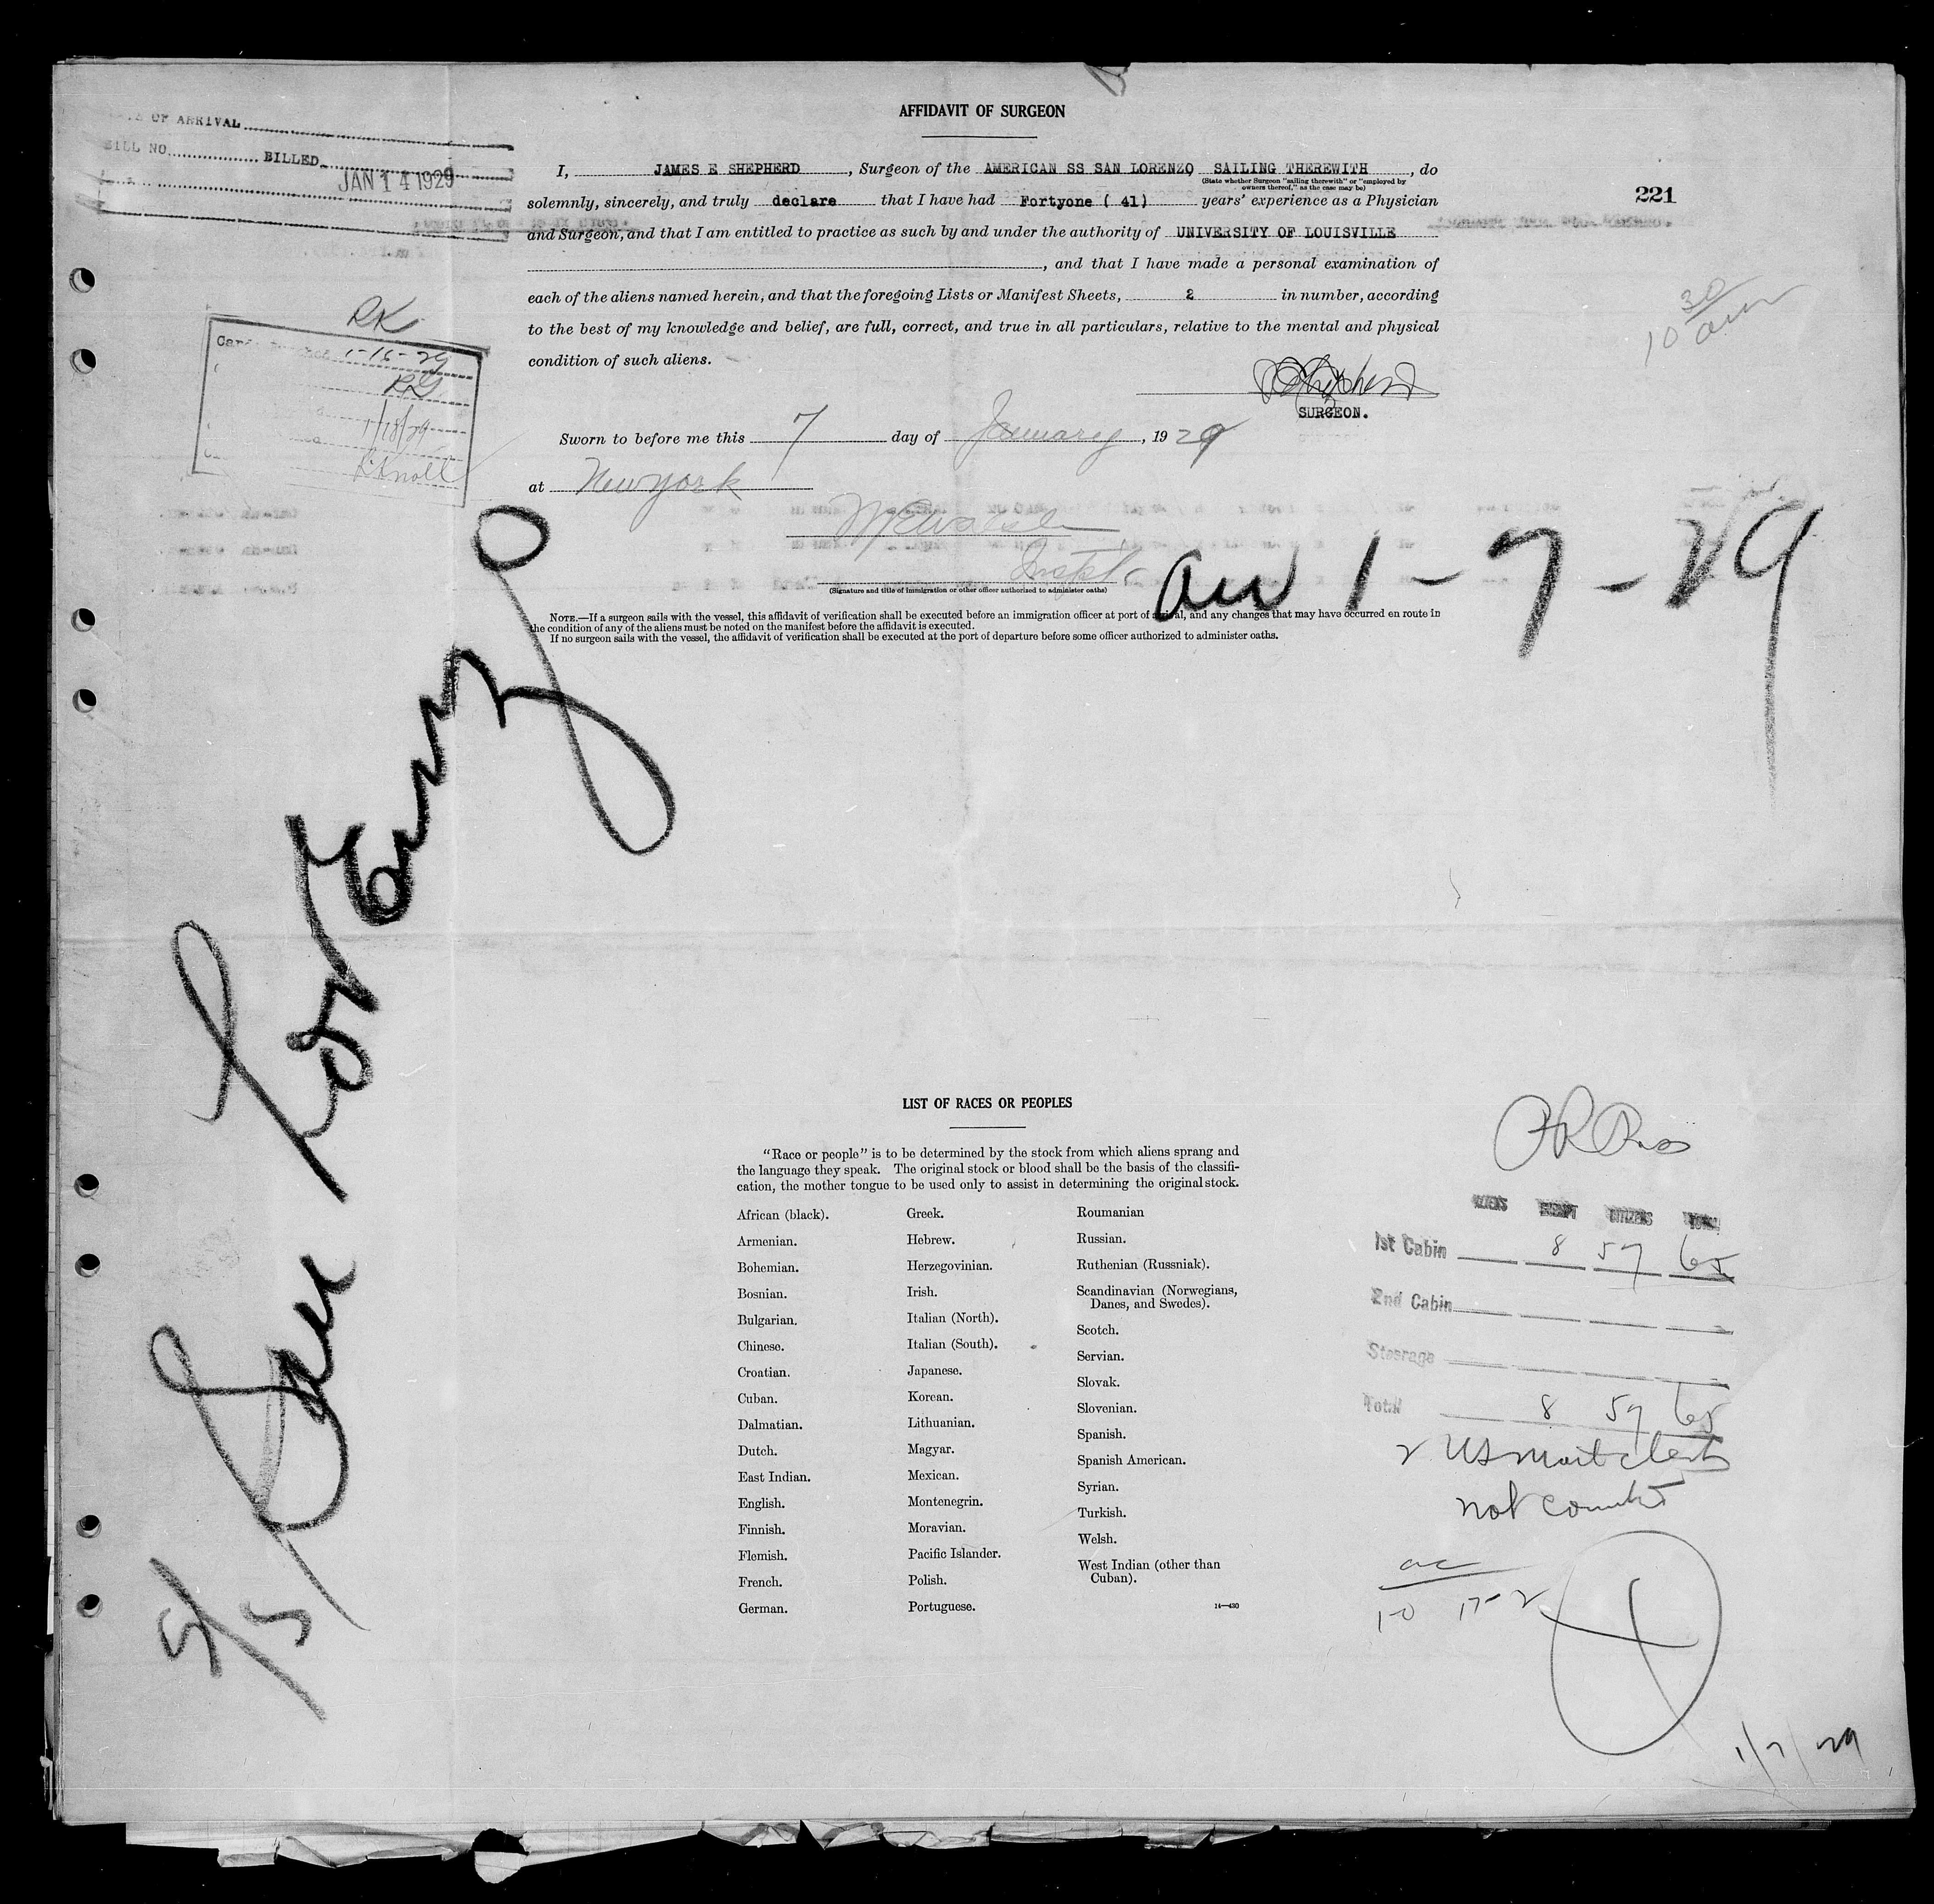 AFFIDAVIT OF SURGEON
OF ARRIVAL
BILL NO. BILLED
JAN 14 1929
I, JAMES E SHEPHERD, Surgeon of the AMERICAN SS SAN LORENZO SAILING THEREWITH, do
(State whether Surgeon "sailing therewith" or "employed by
owners thereof," as the case may be)
solemnly, sincerely, and truly declare that I have had Fortyone ( 41) years' experience as a Physician
221
and Surgeon, and that I am entitled to practice as such by and under the authority of UNIVERSITY OF LOUISVILLE
, and that I have made a personal examination of
each of the aliens named herein, and that the foregoing Lists or Manifest Sheets, 2 in number, according
to the best of my knowledge and belief, are full, correct, and true in all particulars, relative to the mental and physical
condition of such aliens.
10 30 am
RK
1-16-29
1/18/29
Knoll
Shepherd
SURGEON.
Sworn to before me this 7 day of January, 1929
at New York
Inspt
(Signature and title of immigration or other officer authorized to administer oaths)
arr 1-7-29
NOTE.—If a surgeon sails with the vessel, this affidavit of verification shall be executed before an immigration officer at port of arrival, and any changes that may have occurred en route in
the condition of any of the aliens must be noted on the manifest before the affidavit is executed.
If no surgeon sails with the vessel, the affidavit of verification shall be executed at the port of departure before some officer authorized to administer oaths.
S/S San Lorenzo
LIST OF RACES OR PEOPLES
"Race or people" is to be determined by the stock from which aliens sprang and
the language they speak. The original stock or blood shall be the basis of the classifi-
cation, the mother tongue to be used only to assist in determining the original stock.
African (black).
Armenian.
Bohemian.
Bosnian.
Bulgarian.
Chinese.
Croatian.
Cuban.
Dalmatian.
Dutch.
East Indian.
English.
Finnish.
Flemish.
French.
German.
Greek.
Hebrew.
Herzegovinian.
Irish.
Italian (North).
Italian (South).
Japanese.
Korean.
Lithuanian.
Magyar.
Mexican.
Montenegrin.
Moravian.
Pacific Islander.
Polish.
Portuguese.
Roumanian
Russian.
Ruthenian (Russniak).
Scandinavian (Norwegians,
Danes, and Swedes).
Scotch.
Servian.
Slovak.
Slovenian.
Spanish.
Spanish American.
Syrian.
Turkish.
Welsh.
West Indian (other than
Cuban).
14—430
ALIENS EXEMPT CITIZENS TOTAL
1st Cabin 8 57 65
2nd Cabin
Steerage
Total 8 57 65
2 US
not counted
1/7/29